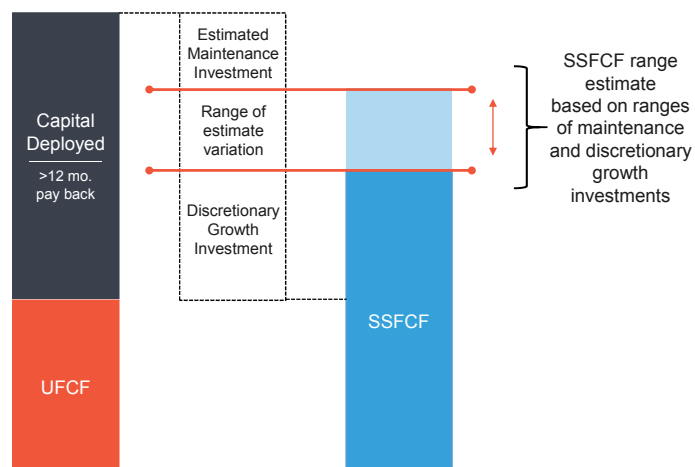 Capital
Deployed
>12 mo.
pay back
UFCF
Estimated
Maintenance
Investment
Range of
estimate
variation
Discretionary
Growth
Investment
SSFCF
SSFCF range
estimate
based on ranges
of maintenance
and discretionary
growth
investments